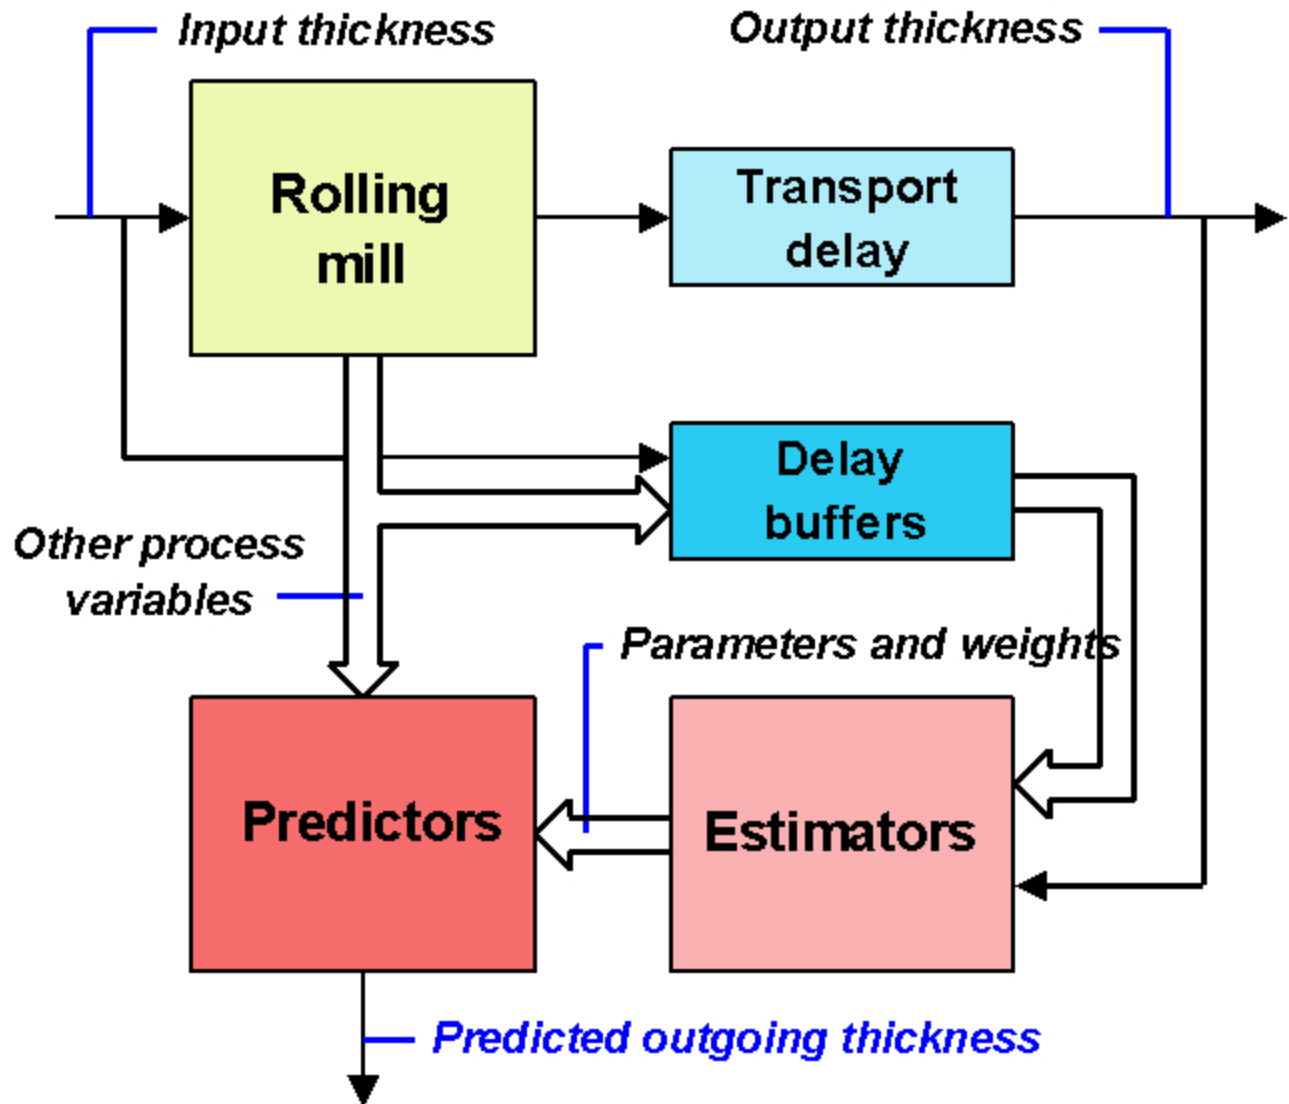 Input thickness
Output thickness
Rolling
mill
Transport
delay
Delay
buffers
Other process
variables
Parameters and weights
Predictors
Estimators
Predicted outgoing thickness